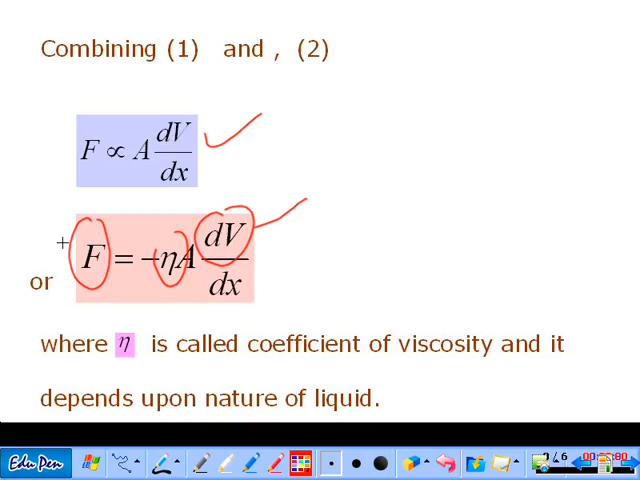 Combining (1) and , (2)
F ∝ A dV/dx
F = -ηA dV/dx
or
where η is called coefficient of viscosity and it
depends upon nature of liquid.
Edu Pen